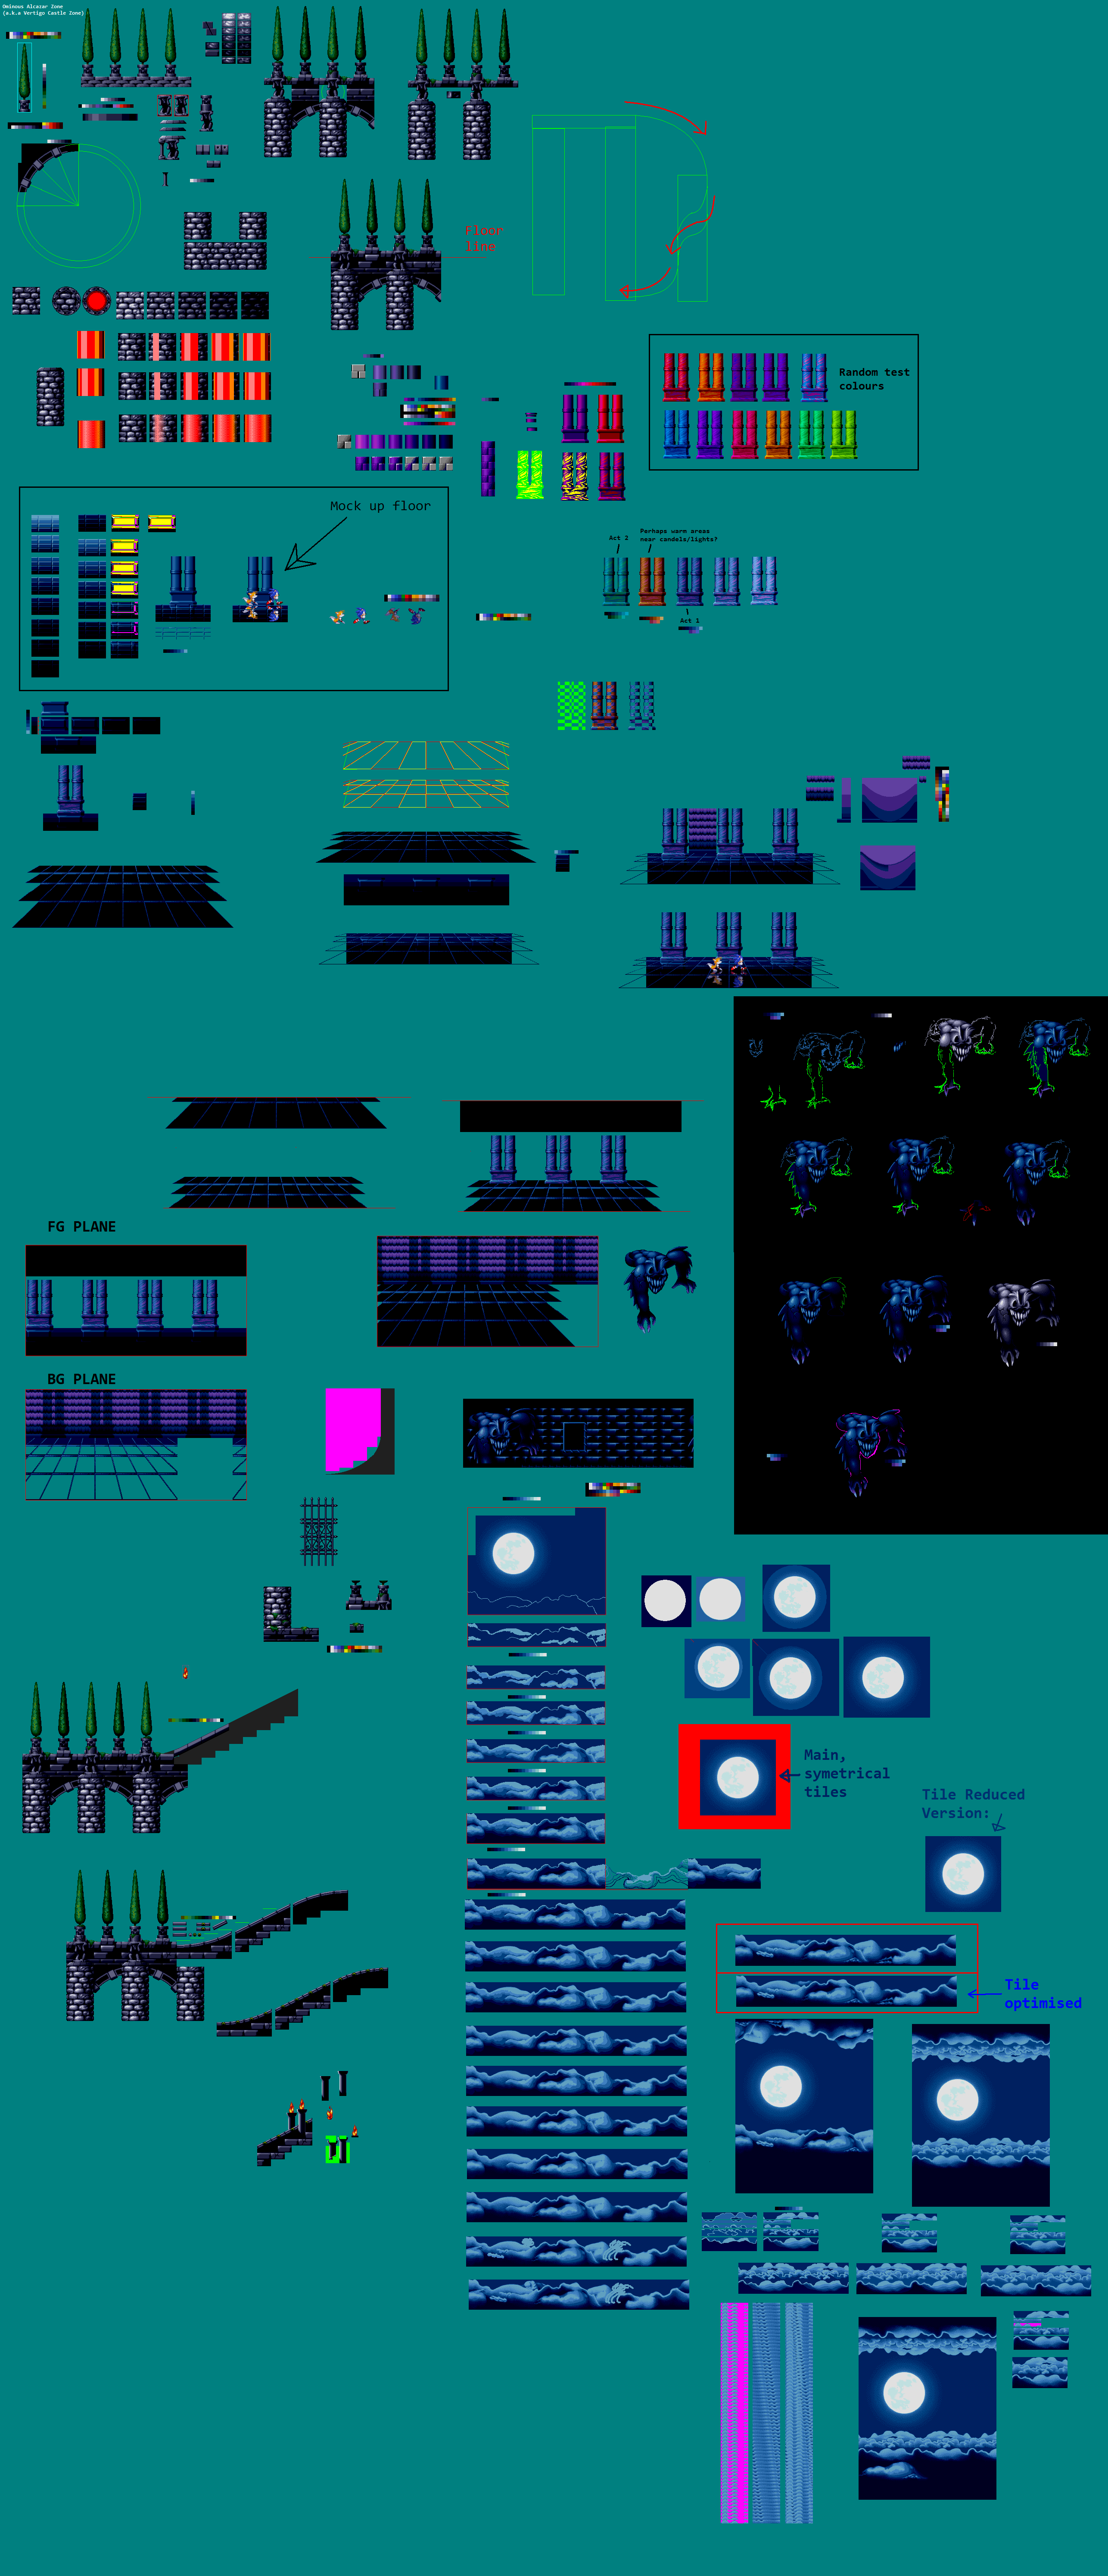 Ominous Alcazar Zone
(a.k.a Vertigo Castle Zone)
Floor
line
Random test
colours
Mock up floor
Act 2
Perhaps warm areas
near candels/lights?
Act 1
FG PLANE
BG PLANE
Main,
symetrical
tiles
Tile Reduced
Version:
Tile
optimised